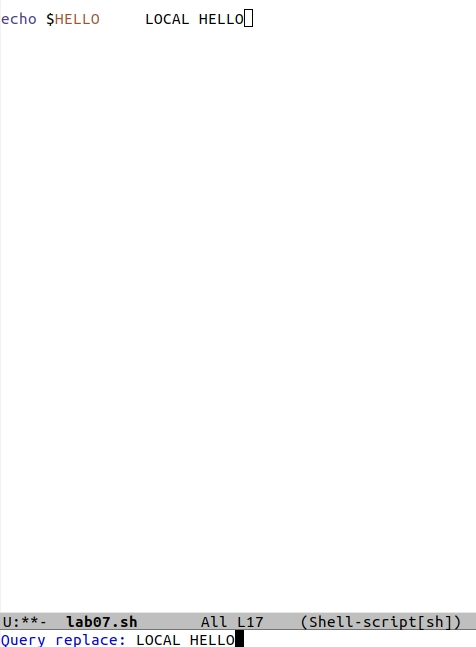 echo $HELLO     LOCAL HELLO
U:**-  lab07.sh       All L17    (Shell-script[sh])
Query replace: LOCAL HELLO